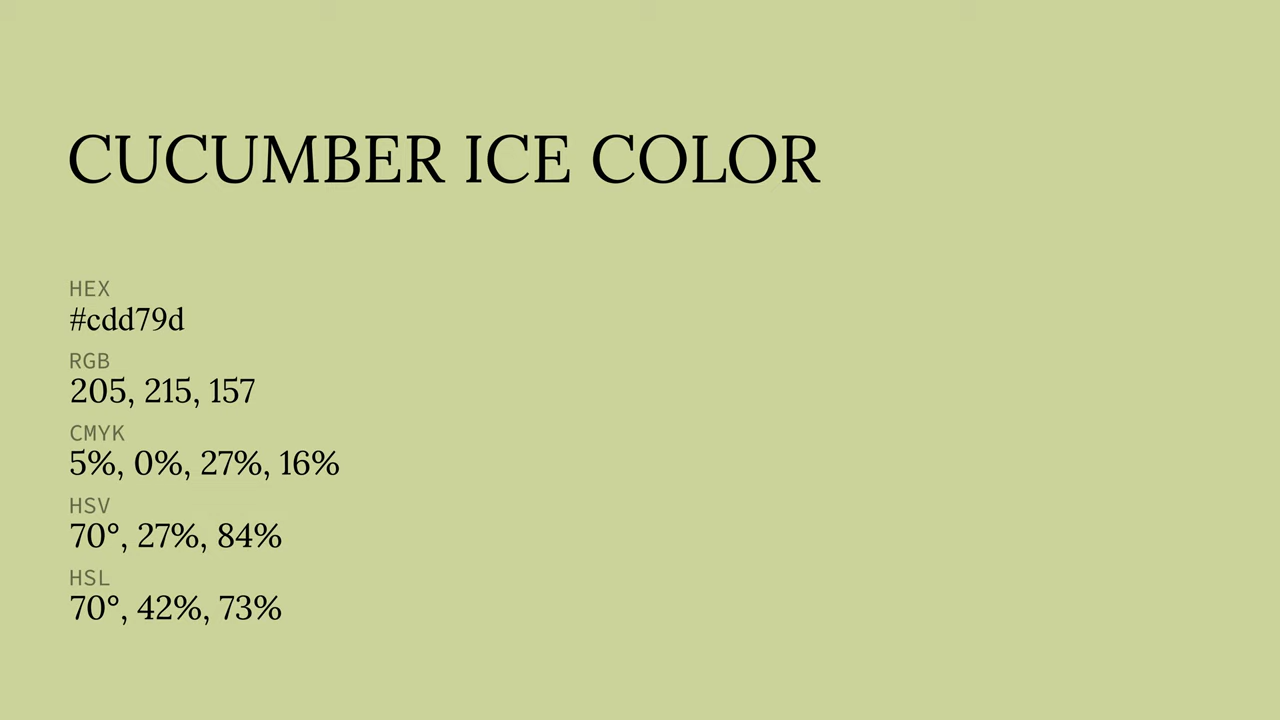 CUCUMBER ICE COLOR
HEX
#cdd79d
RGB
205, 215, 157
CMYK
5%, 0%, 27%, 16%
HSV
70°, 27%, 84%
HSL
70°, 42%, 73%